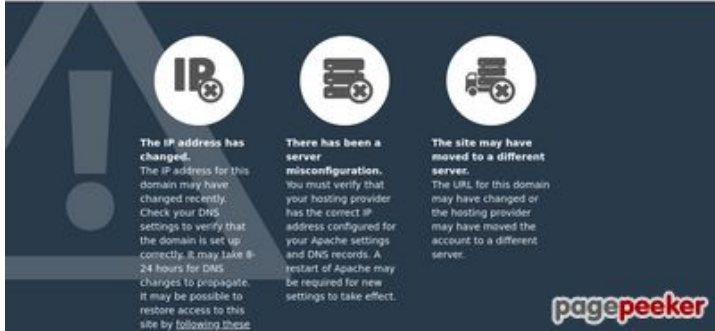 IP
The IP address has
changed.
The IP address for this
domain may have
changed recently.
Check your DNS
settings to verify that
the domain is set up
correctly. It may take 8-
24 hours for DNS
changes to propagate.
It may be possible to
restore access to this
site by following these
There has been a
server
misconfiguration.
You must verify that
your hosting provider
has the correct IP
address configured for
your Apache settings
and DNS records. A
restart of Apache may
be required for new
settings to take effect.
The site may have
moved to a different
server.
The URL for this domain
may have changed or
the hosting provider
may have moved the
account to a different
server.
pagepeeker